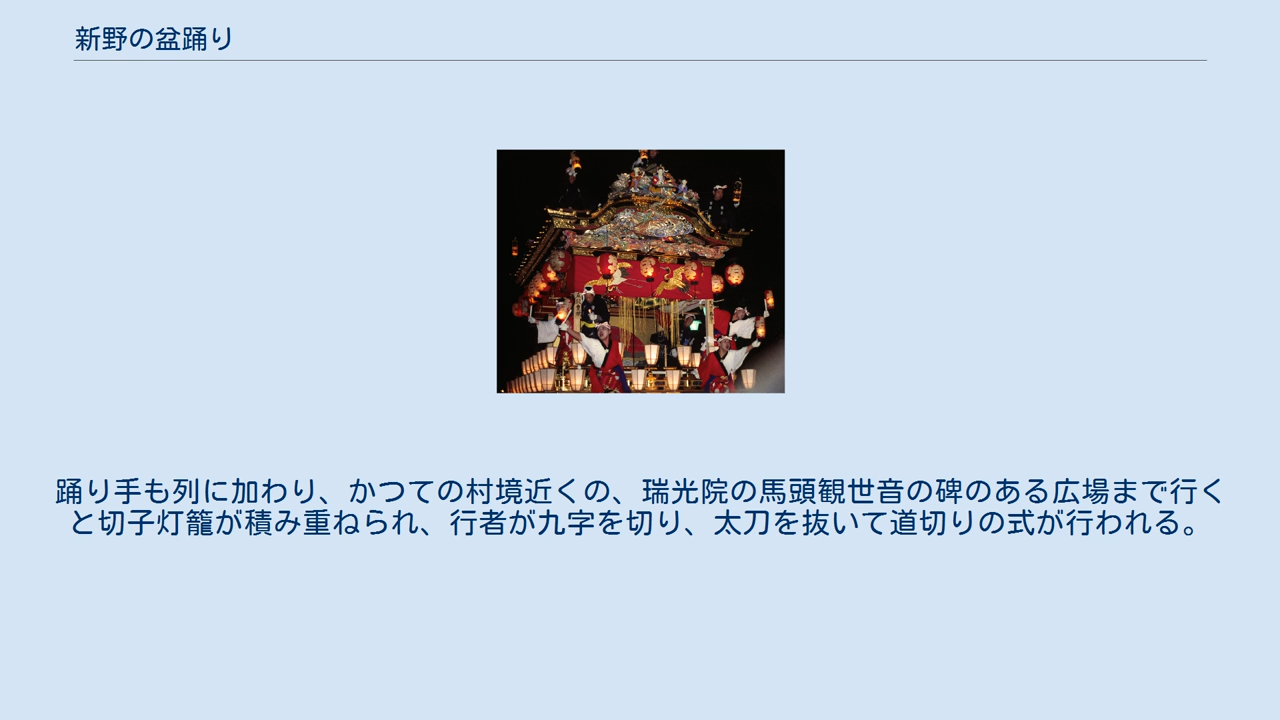 新野の盆踊り
踊り手も列に加わり、かつての村境近くの、瑞光院の馬頭観世音の碑のある広場まで行く
と切子灯籠が積み重ねられ、行者が九字を切り、太刀を抜いて道切りの式が行われる。